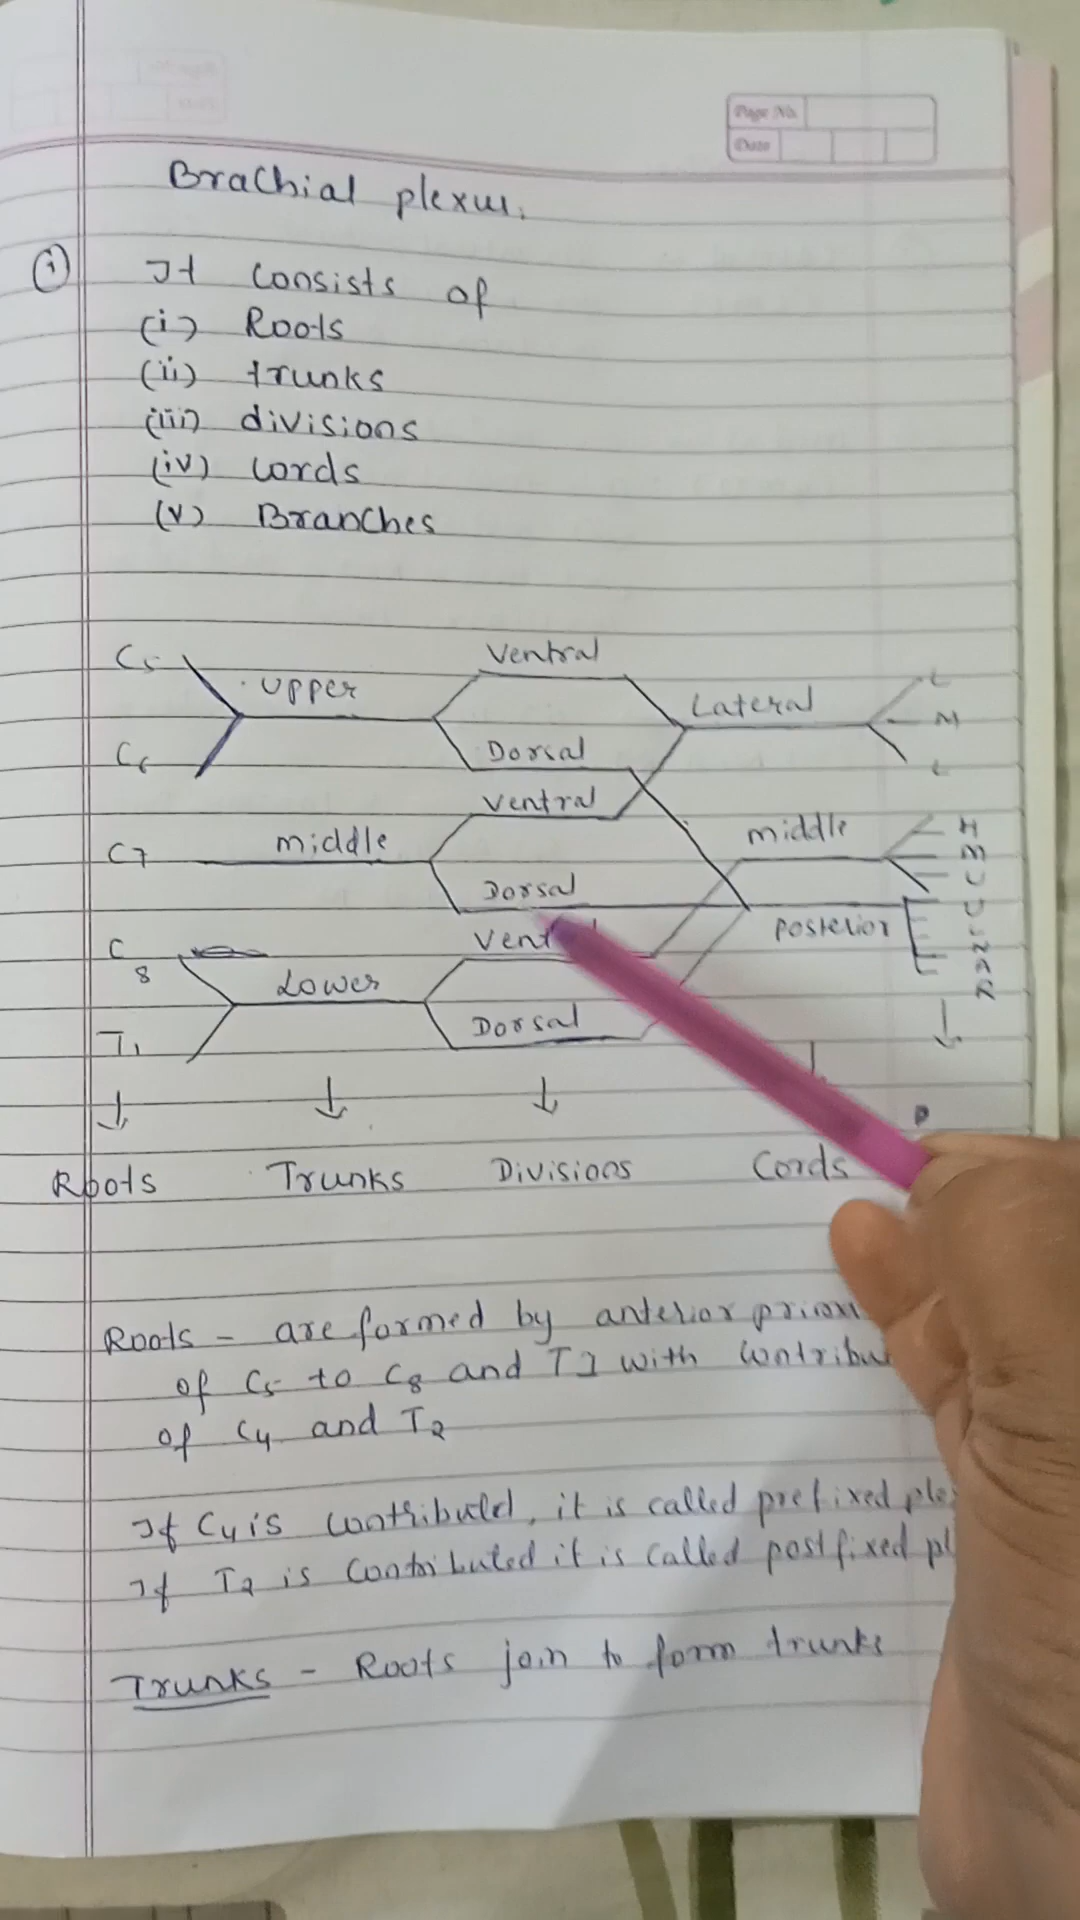 Page No.
Date
Brachial plexus.
(i) It consists of
(i) Roots
(ii) trunks
(iii) divisions
(iv) cords
(v) Branches
C5 Upper Ventral Lateral L
M
C6 Dorsal L
Ventral
C7 middle middle H
M
Dorsal U
U
C8 posterior L
Lower N
A
R
T1 Dorsal
Roots Trunks Divisions Cords
Roots - are formed by anterior
of C5 to C8 and T1 with
of C4 and T2
If C4 is contributed, it is called prefixed
If T2 is contributed it is called postfixed
Trunks - Roots join to form trunks